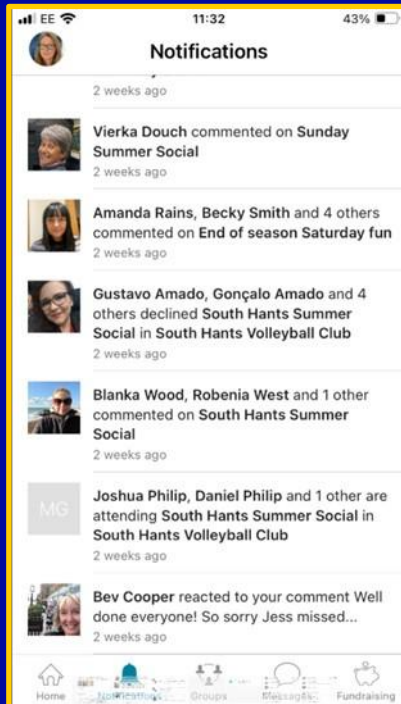 EE 11:32 43%
Notifications
2 weeks ago
Vierka Douch commented on Sunday
Summer Social
2 weeks ago
Amanda Rains, Becky Smith and 4 others
commented on End of season Saturday fun
2 weeks ago
Gustavo Amado, Gonçalo Amado and 4
others declined South Hants Summer
Social in South Hants Volleyball Club
2 weeks ago
Blanka Wood, Robenia West and 1 other
commented on South Hants Summer
Social
2 weeks ago
MG
Joshua Philip, Daniel Philip and 1 other are
attending South Hants Summer Social in
South Hants Volleyball Club
2 weeks ago
Bev Cooper reacted to your comment Well
done everyone! So sorry Jess missed...
2 weeks ago
Home Notifications Groups Messages Fundraising